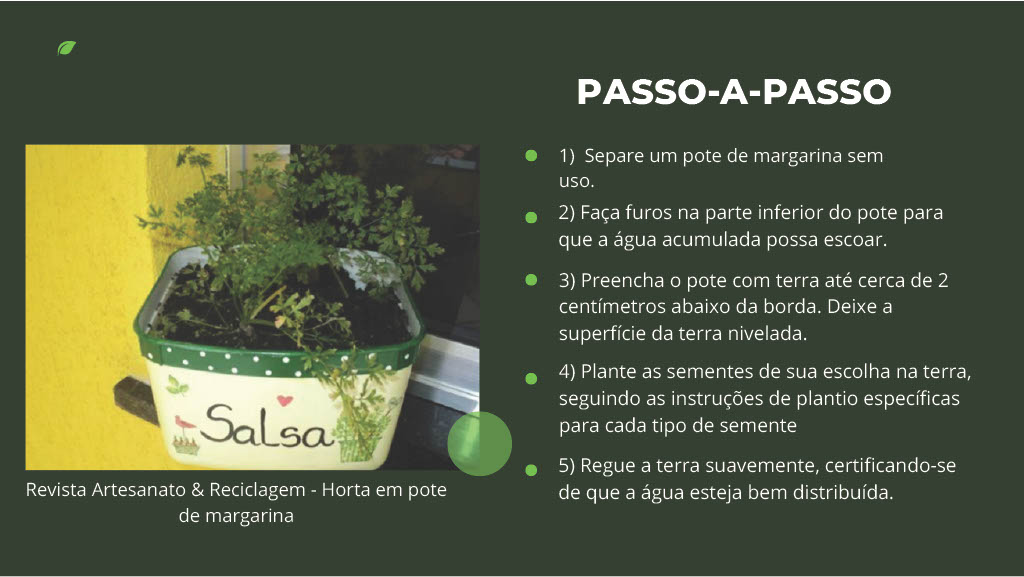 PASSO-A-PASSO
1) Separe um pote de margarina sem
uso.
2) Faça furos na parte inferior do pote para
que a água acumulada possa escoar.
3) Preencha o pote com terra até cerca de 2
centímetros abaixo da borda. Deixe a
superfície da terra nivelada.
4) Plante as sementes de sua escolha na terra,
seguindo as instruções de plantio específicas
para cada tipo de semente
5) Regue a terra suavemente, certificando-se
de que a água esteja bem distribuída.
Salsa
Revista Artesanato & Reciclagem - Horta em pote
de margarina